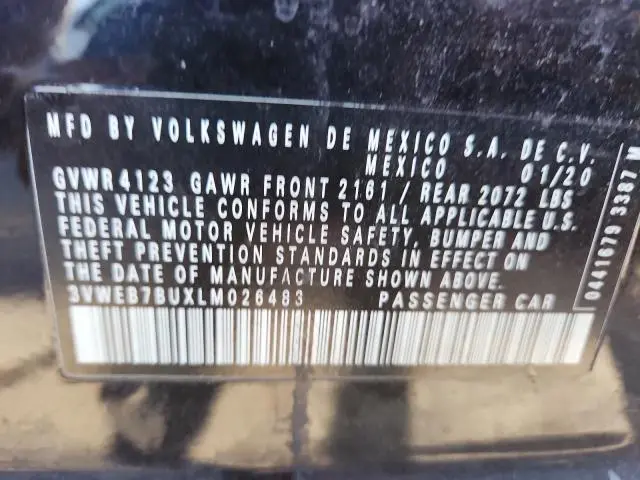 MFD BY VOLKSWAGEN DE MEXICO S.A. DE C.V.
MEXICO 01/20
GVWR 4123 GAWR FRONT 2161 / REAR 2072 LBS
THIS VEHICLE CONFORMS TO ALL APPLICABLE U.S.
FEDERAL MOTOR VEHICLE SAFETY, BUMPER AND
THEFT PREVENTION STANDARDS IN EFFECT ON
THE DATE OF MANUFACTURE SHOWN ABOVE.
3VWEB7BUXLM026483 PASSENGER CAR
0441679 3387 M